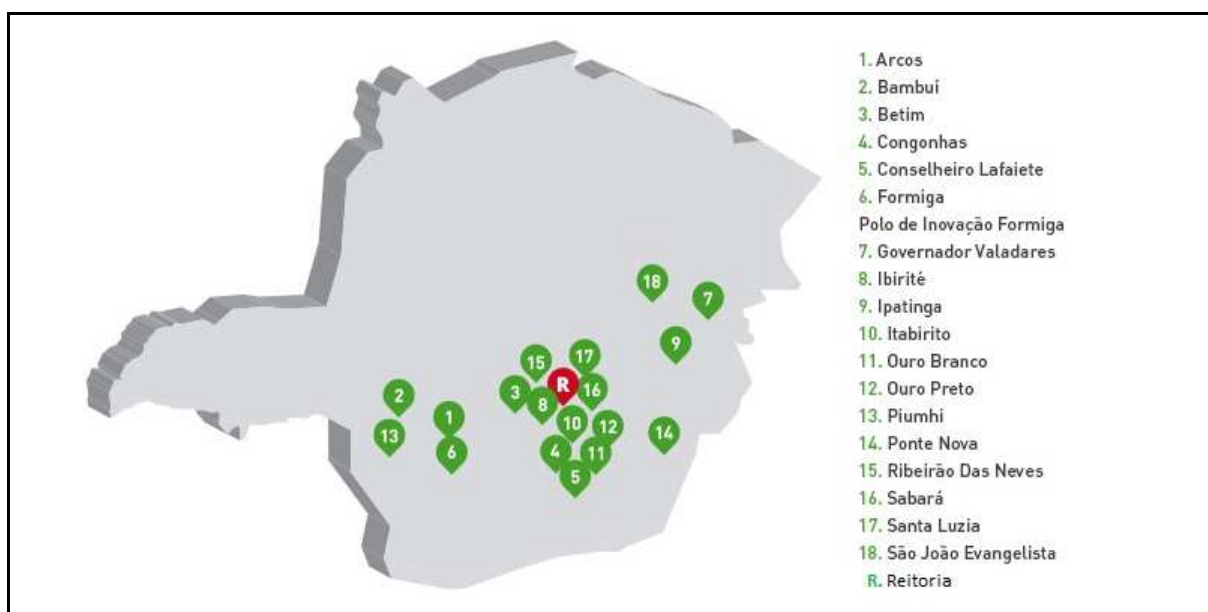 1. Arcos
2. Bambuí
3. Betim
4. Congonhas
5. Conselheiro Lafaiete
6. Formiga
Polo de Inovação Formiga
7. Governador Valadares
8. Ibirité
9. Ipatinga
10. Itabirito
11. Ouro Branco
12. Ouro Preto
13. Piumhi
14. Ponte Nova
15. Ribeirão Das Neves
16. Sabará
17. Santa Luzia
18. São João Evangelista
R. Reitoria
18
7
9
15
17
R
16
3
8
2
1
10
12
13
14
6
4
11
5